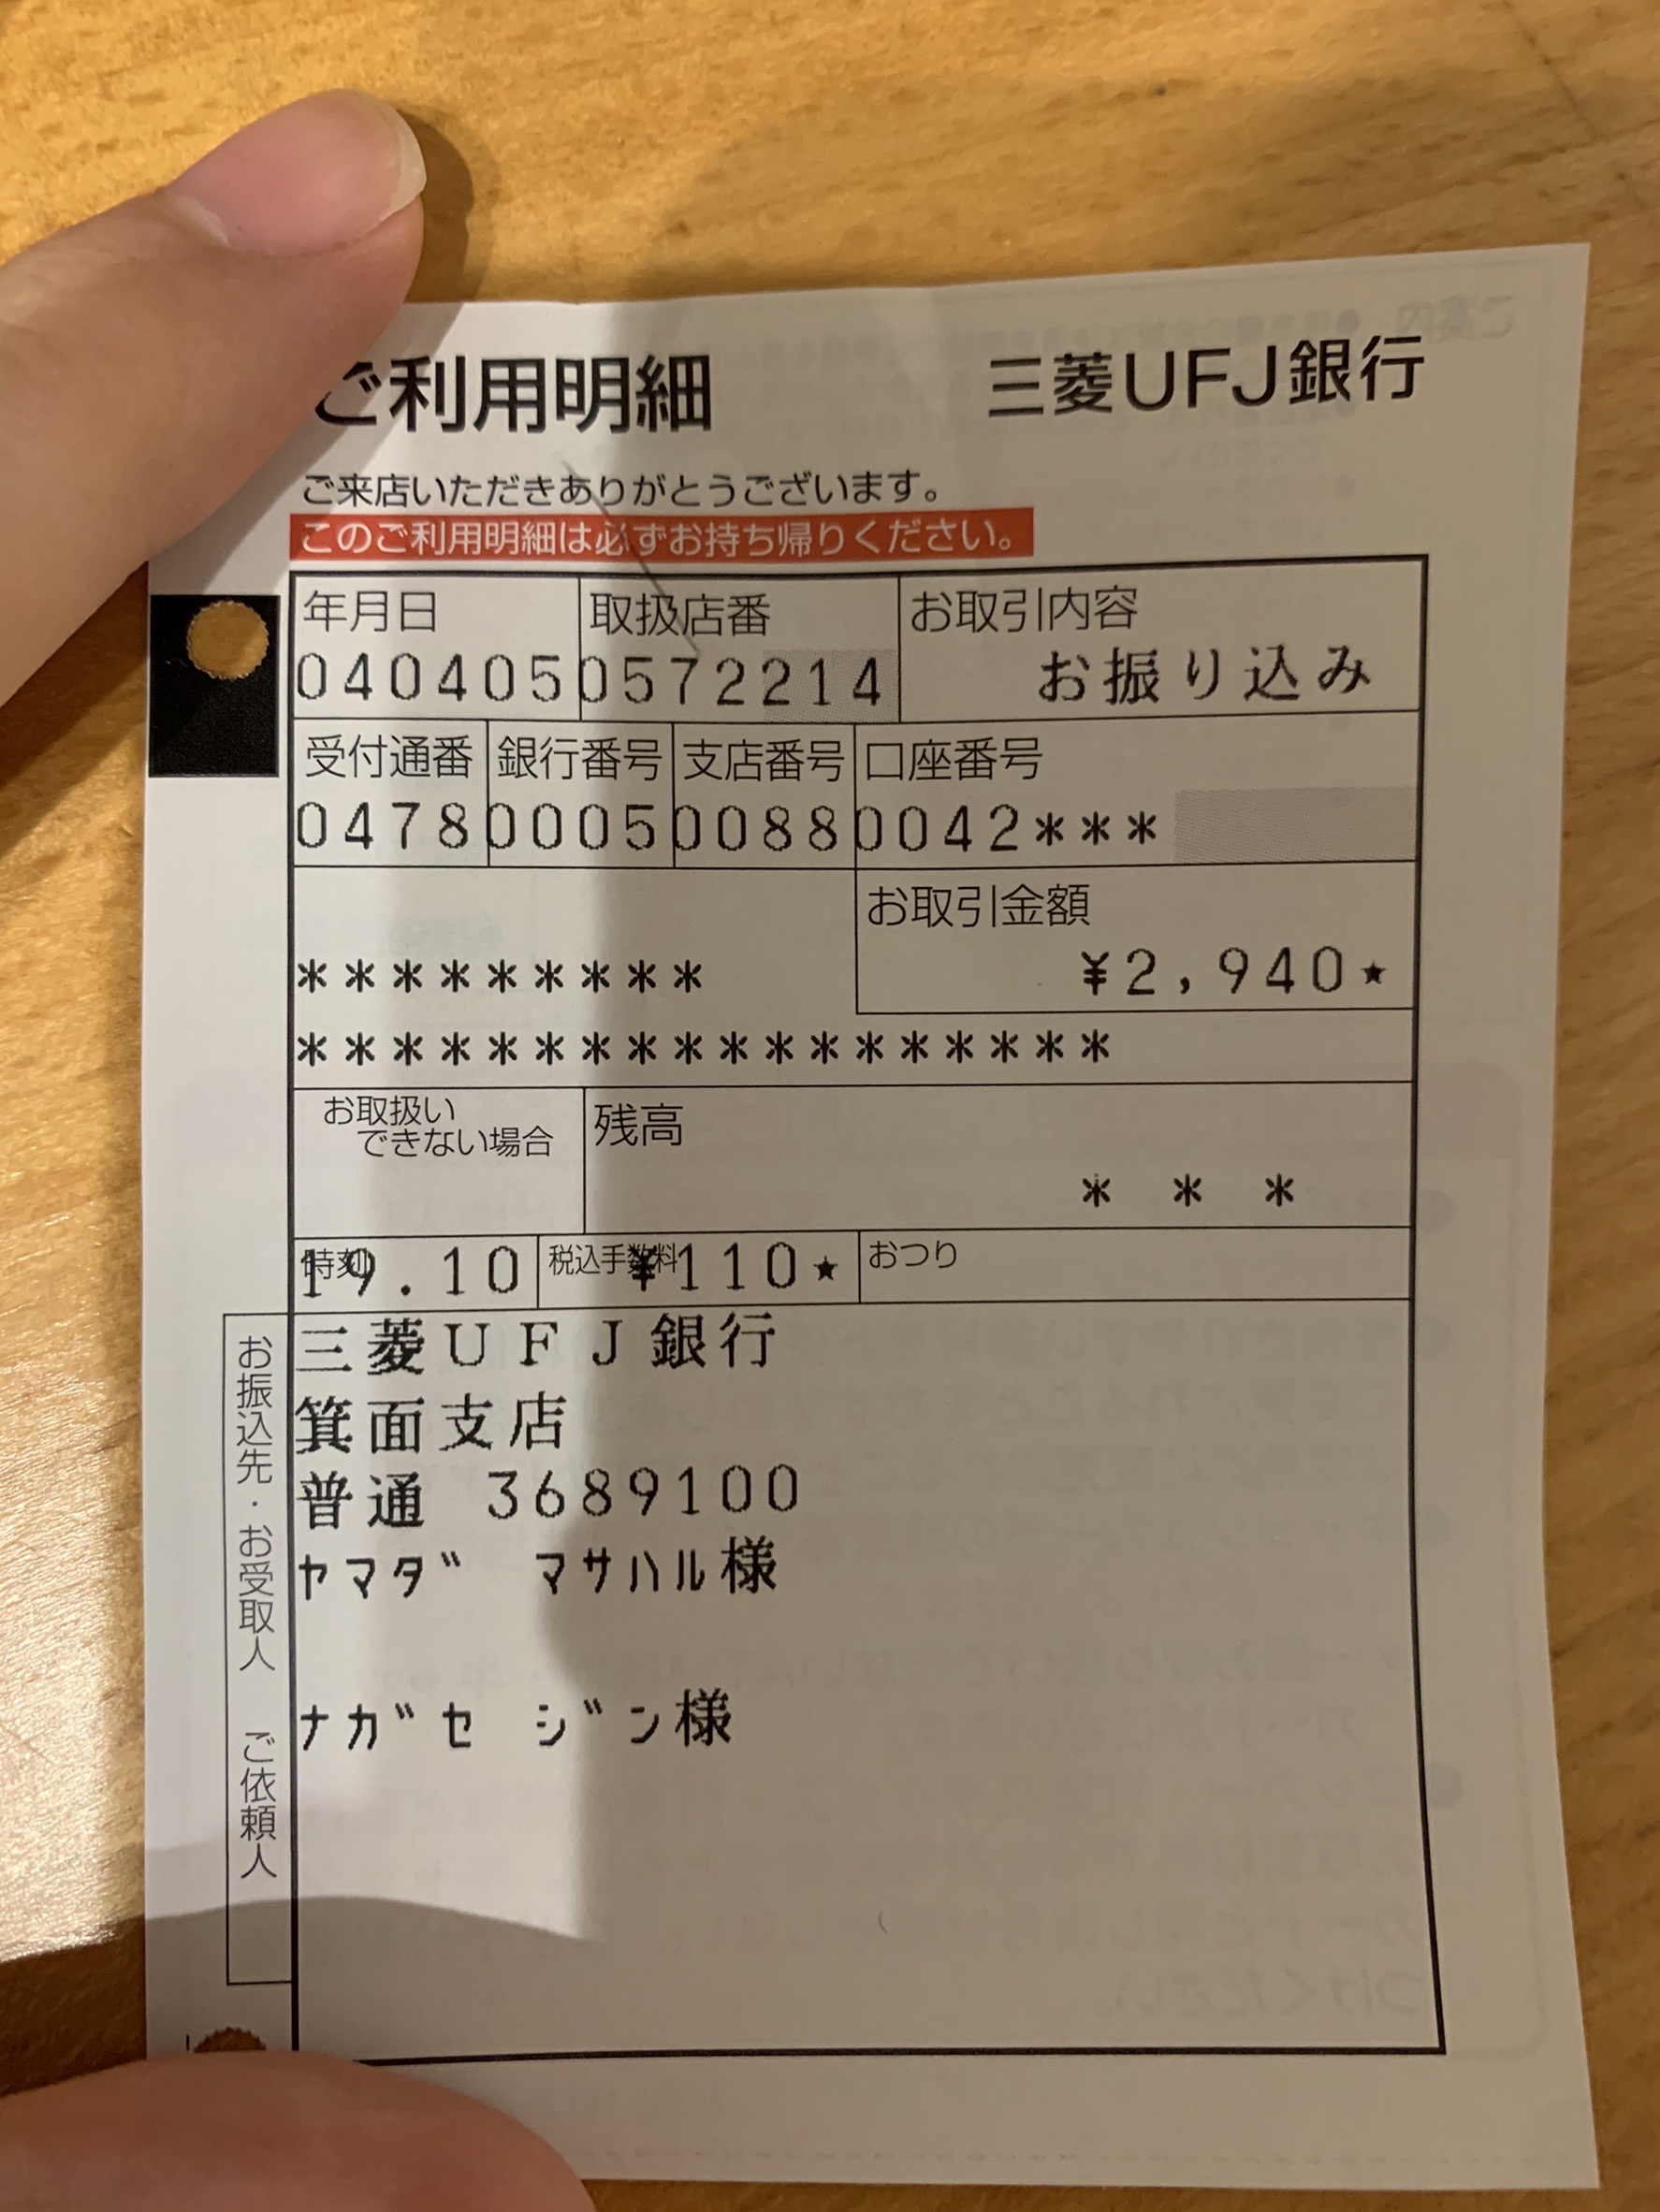 ご利用明細 三菱UFJ銀行
ご来店いただきありがとうございます。
このご利用明細は必ずお持ち帰りください。
年月日 取扱店番 お取引内容
040405 0572214 お振り込み
受付通番 銀行番号 支店番号 口座番号
0478 0005 0088 0042***
お取引金額
********* ¥2,940★
******************
お取扱い
できない場合
残高
* * *
時刻 税込手数料 おつり
19.10 ¥110★
お振込先・お受取人 ご依頼人
三菱UFJ銀行
箕面支店
普通 3689100
ヤマダ マサハル様
ナガセ ジン様